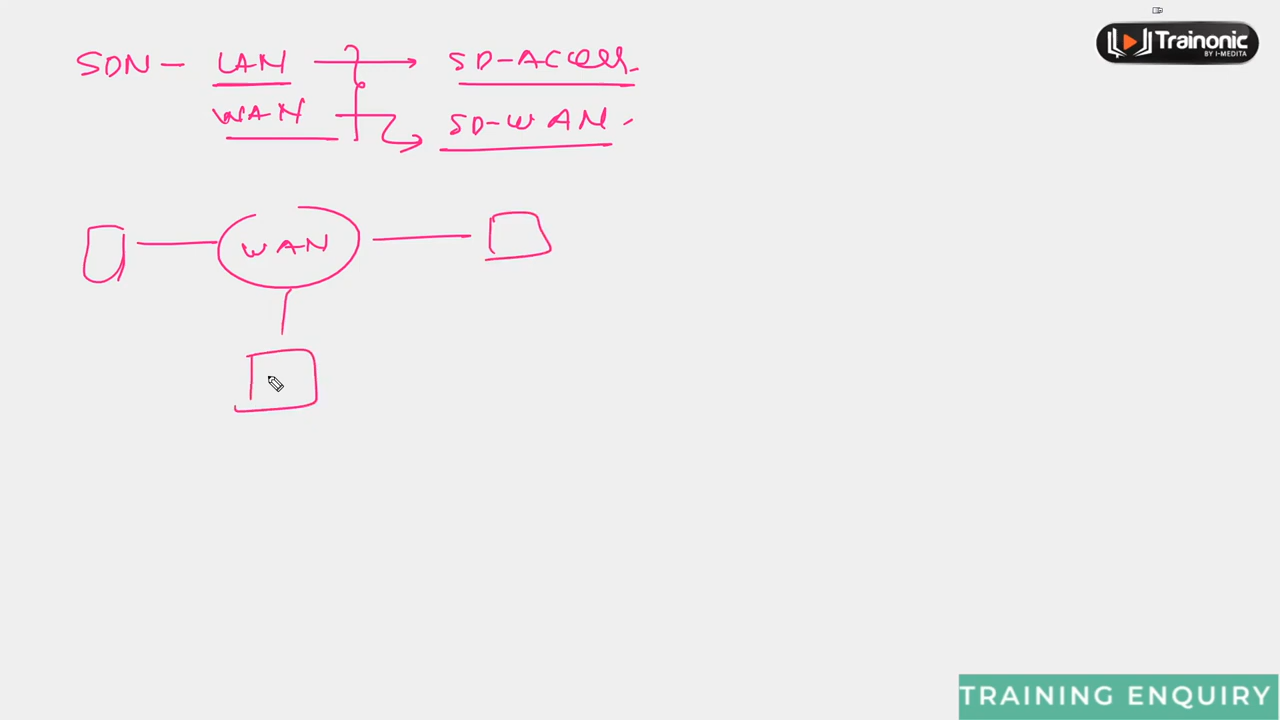 SDN - LAN → SD-Access
WAN → SD-WAN
WAN
Trainonic
BY I-MEDITA
TRAINING ENQUIRY